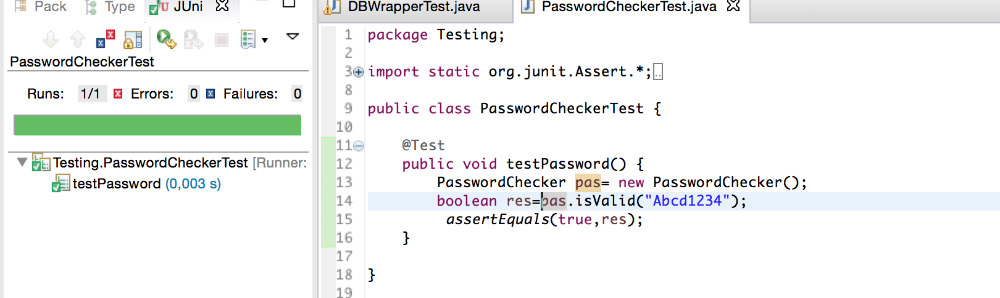 Pack Type JUni
PasswordCheckerTest
Runs: 1/1 Errors: 0 Failures: 0
Testing.PasswordCheckerTest [Runner:
testPassword (0,003 s)
DBWrapperTest.java PasswordCheckerTest.java
1 package Testing;
2
3 import static org.junit.Assert.*;
8
9 public class PasswordCheckerTest {
10
11 @Test
12 public void testPassword() {
13 PasswordChecker pas= new PasswordChecker();
14 boolean res=pas.isValid("Abcd1234");
15 assertEquals(true,res);
16 }
17
18 }
19